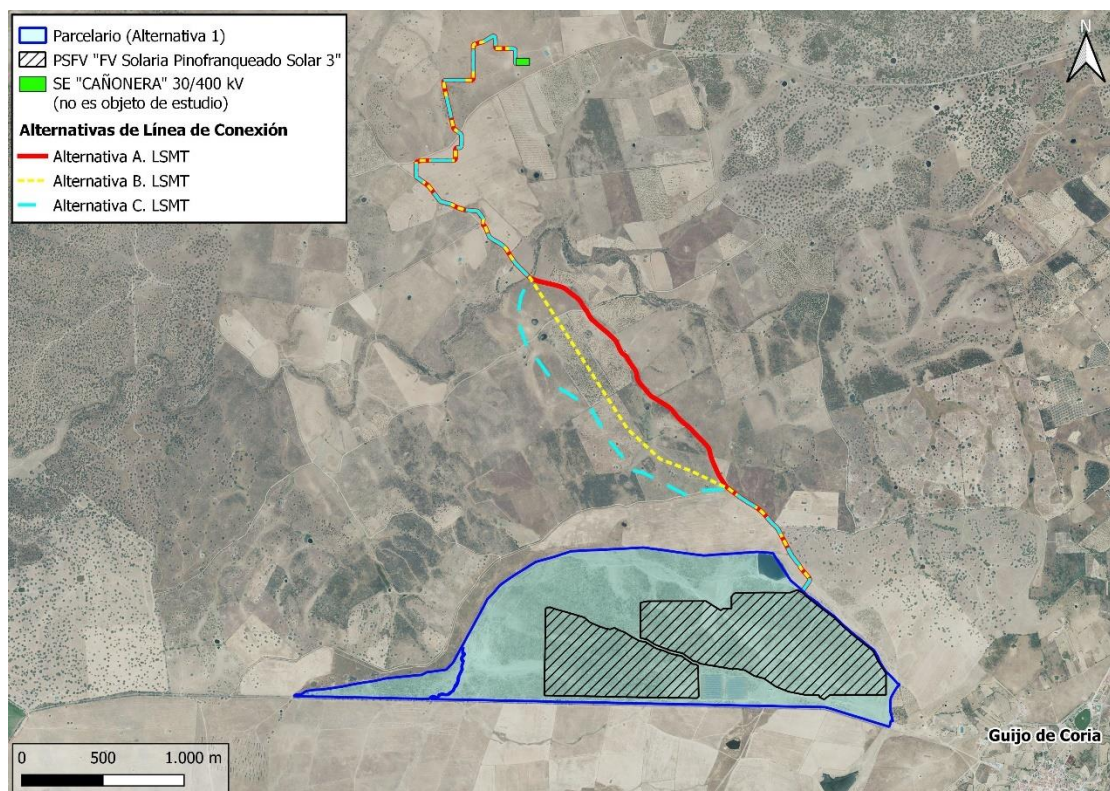 Parcelario (Alternativa 1)
PSFV "FV Solaria Pinofranqueado Solar 3"
SE "CAÑONERA" 30/400 kV
(no es objeto de estudio)
Alternativas de Línea de Conexión
Alternativa A. LSMT
Alternativa B. LSMT
Alternativa C. LSMT
N
Guijo de Coria
0 500 1.000 m